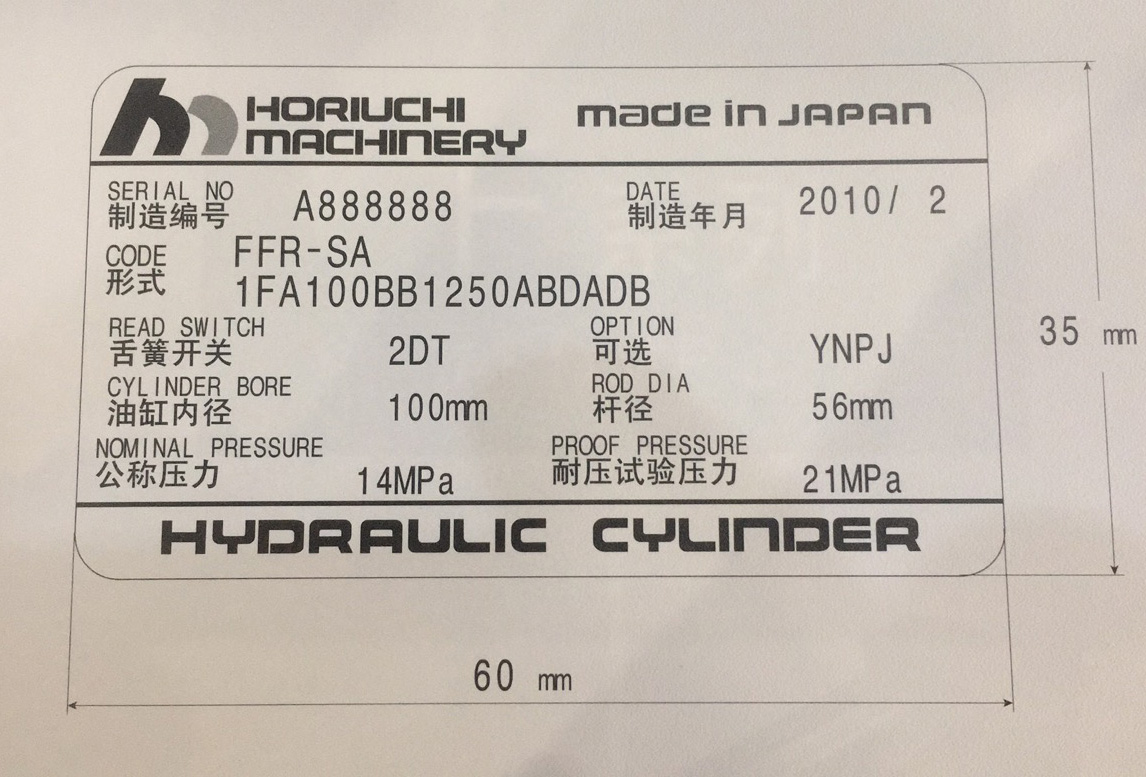 HORIUCHI MACHINERY made in JAPAN
SERIAL NO 制造编号 A888888 DATE 制造年月 2010/ 2
CODE 形式 FFR-SA
1FA100BB1250ABDADB
READ SWITCH 舌簧开关 2DT OPTION 可选 YNPJ
CYLINDER BORE 油缸内径 100mm ROD DIA 杆径 56mm
NOMINAL PRESSURE 公称压力 14MPa PROOF PRESSURE 耐压试验压力 21MPa
HYDRAULIC CYLINDER
35 mm
60 mm